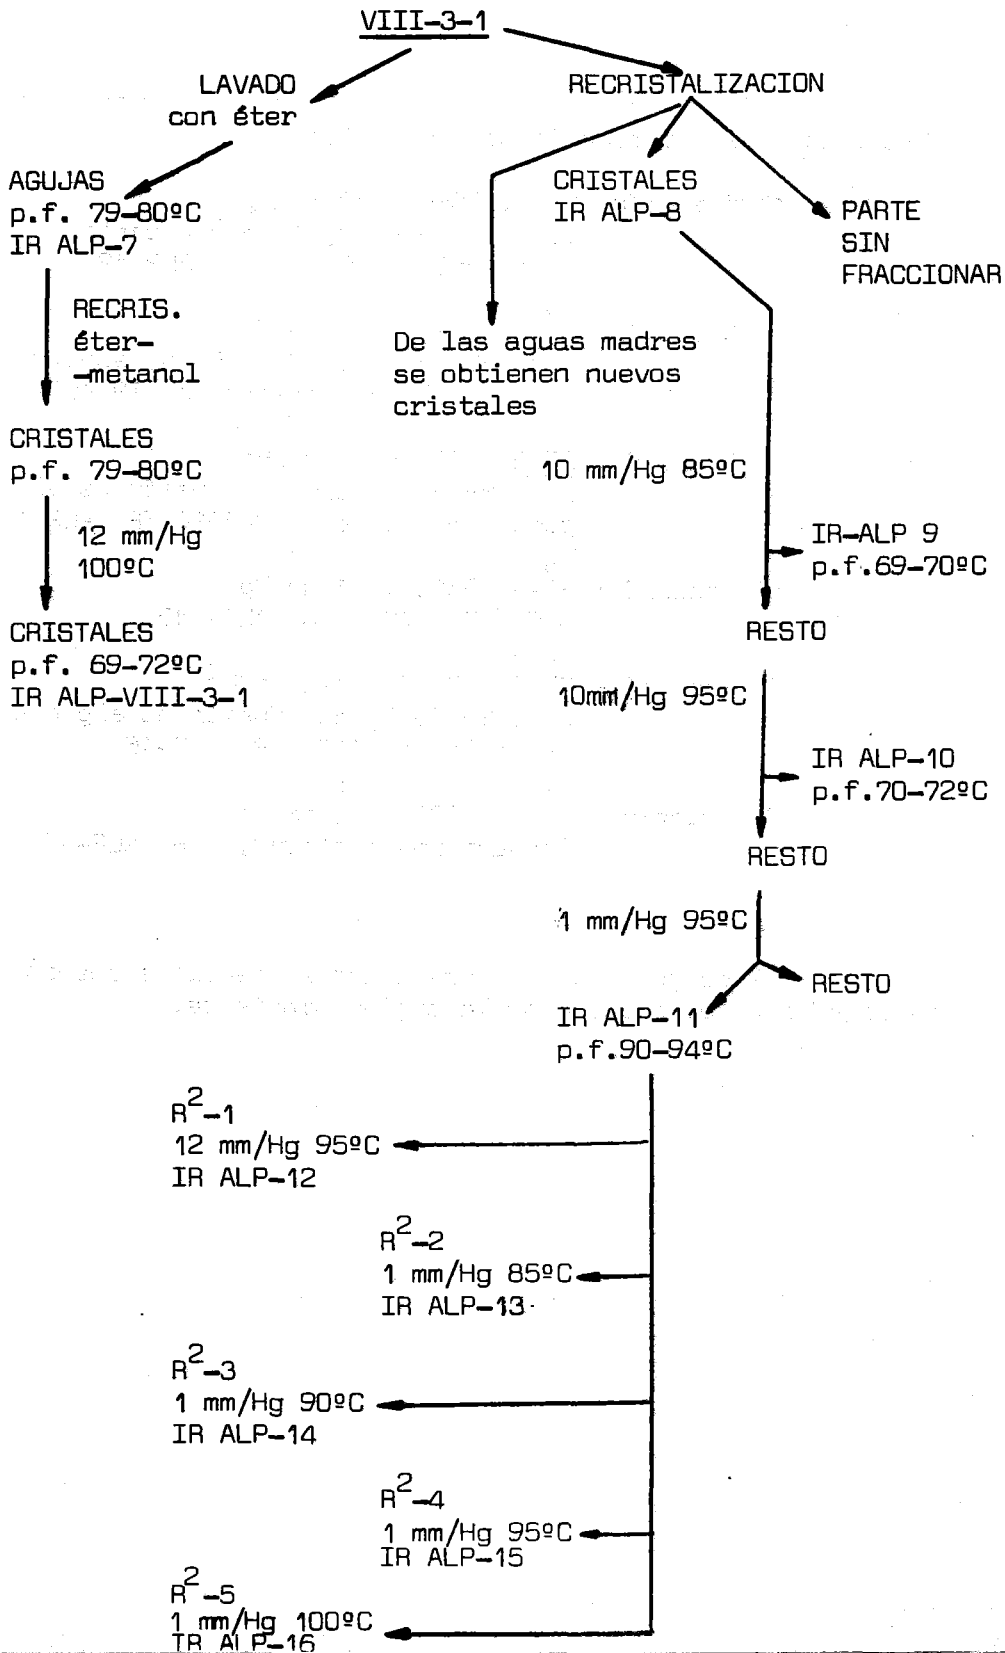 VIII-3-1
LAVADO
con éter
RECRISTALIZACION
AGUJAS
p.f. 79-80ºC
IR ALP-7
CRISTALES
IR ALP-8
PARTE
SIN
FRACCIONAR
RECRIS.
éter-
-metanol
De las aguas madres
se obtienen nuevos
cristales
CRISTALES
p.f. 79-80ºC
10 mm/Hg 85ºC
12 mm/Hg
100ºC
IR-ALP 9
p.f.69-70ºC
CRISTALES
p.f. 69-72ºC
IR ALP-VIII-3-1
RESTO
10mm/Hg 95ºC
IR ALP-10
p.f.70-72ºC
RESTO
1 mm/Hg 95ºC
RESTO
IR ALP-11
p.f.90-94ºC
R²-1
12 mm/Hg 95ºC
IR ALP-12
R²-2
1 mm/Hg 85ºC
IR ALP-13
R²-3
1 mm/Hg 90ºC
IR ALP-14
R²-4
1 mm/Hg 95ºC
IR ALP-15
R²-5
1 mm/Hg 100ºC
IR ALP-16